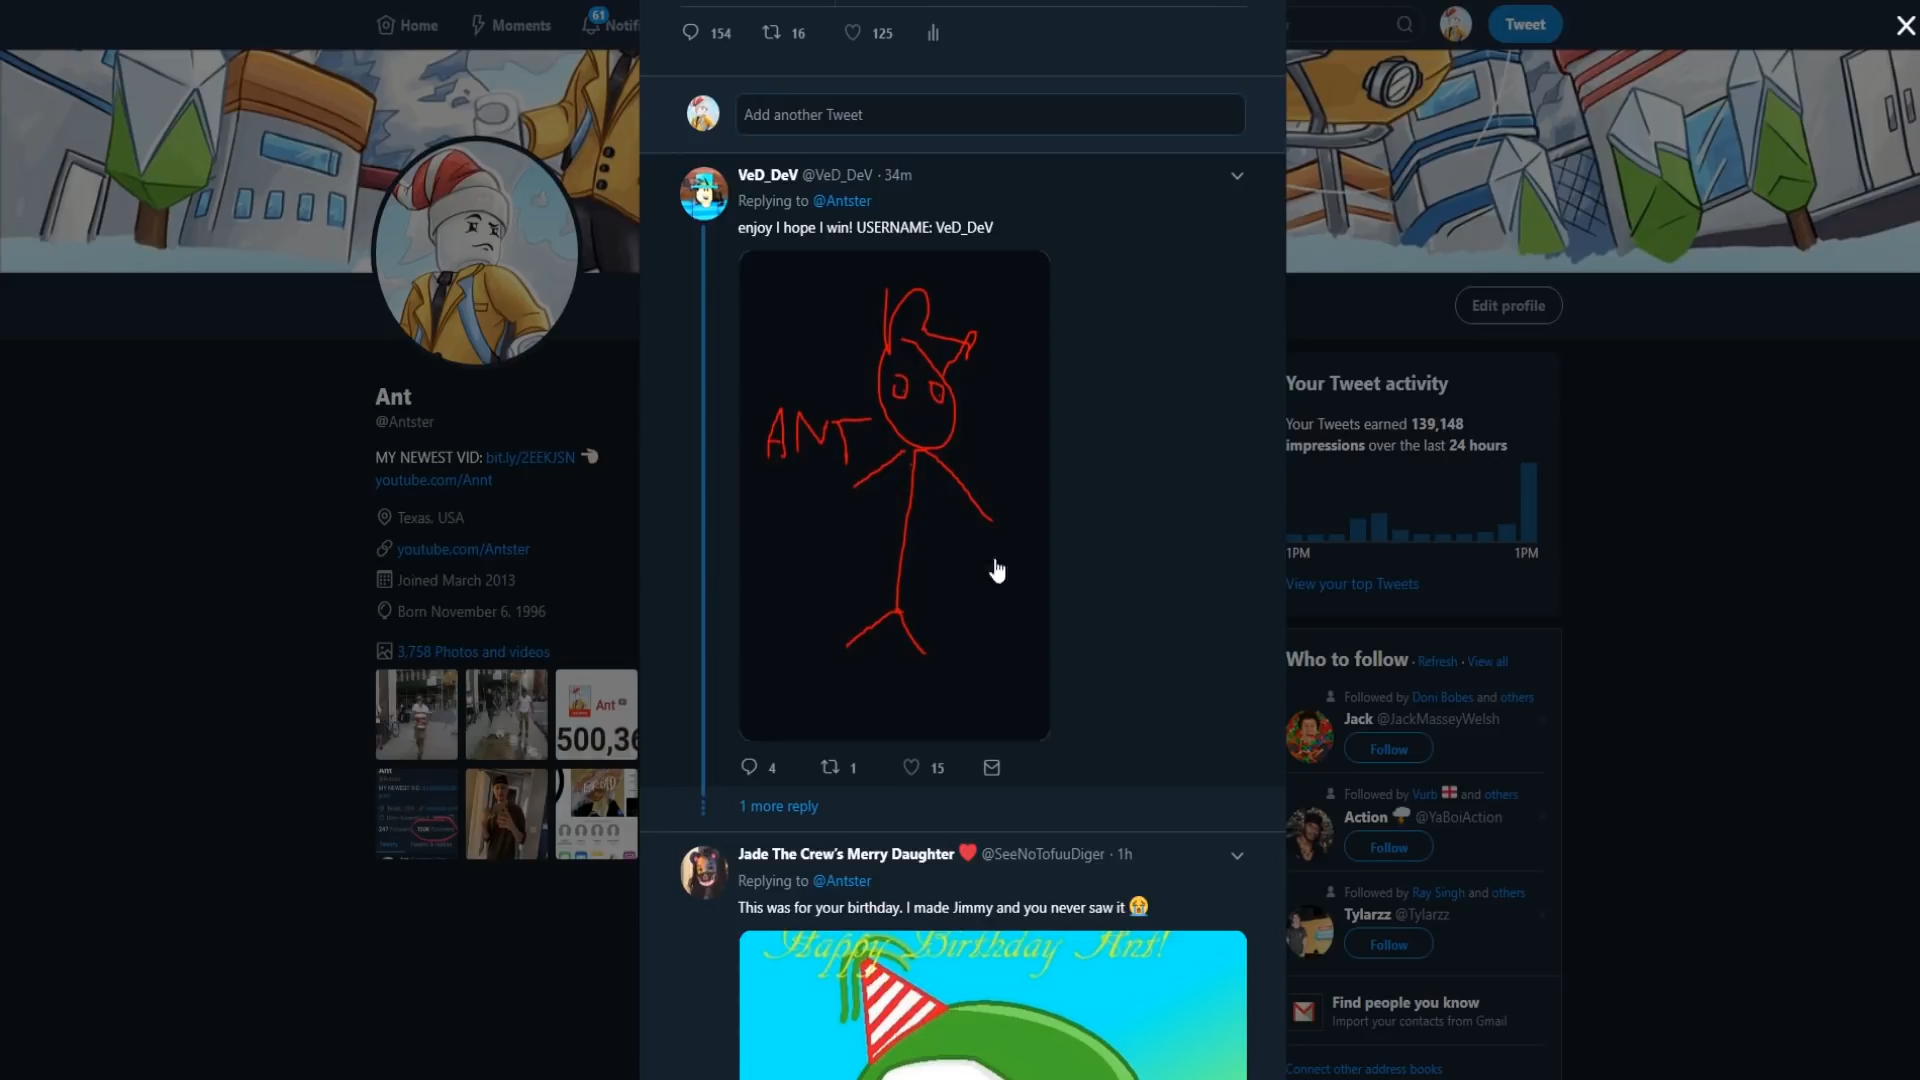 Home
Moments
61
Notifi
Tweet
154
16
125
Add another Tweet
VeD_DeV @VeD_DeV · 34m
Replying to @Antster
enjoy I hope I win! USERNAME: VeD_DeV
ANT
4
1
15
1 more reply
Jade The Crew's Merry Daughter @SeeNoTofuuDiger · 1h
Replying to @Antster
This was for your birthday. I made Jimmy and you never saw it
Happy Birthday Ant!
Ant
@Antster
MY NEWEST VID: bit.ly/2EEKJSN
youtube.com/Annt
Texas, USA
youtube.com/Antster
Joined March 2013
Born November 6, 1996
3,758 Photos and videos
Ant
500,36
Edit profile
Your Tweet activity
Your Tweets earned 139,148
impressions over the last 24 hours
1PM
1PM
View your top Tweets
Who to follow · Refresh · View all
Followed by Doni Bobes and others
Jack @JackMasseyWelsh
Follow
Followed by Vurb and others
Action @YaBoiAction
Follow
Followed by Ray Singh and others
Tylarzz @Tylarzz
Follow
Find people you know
Import your contacts from Gmail
Connect other address books